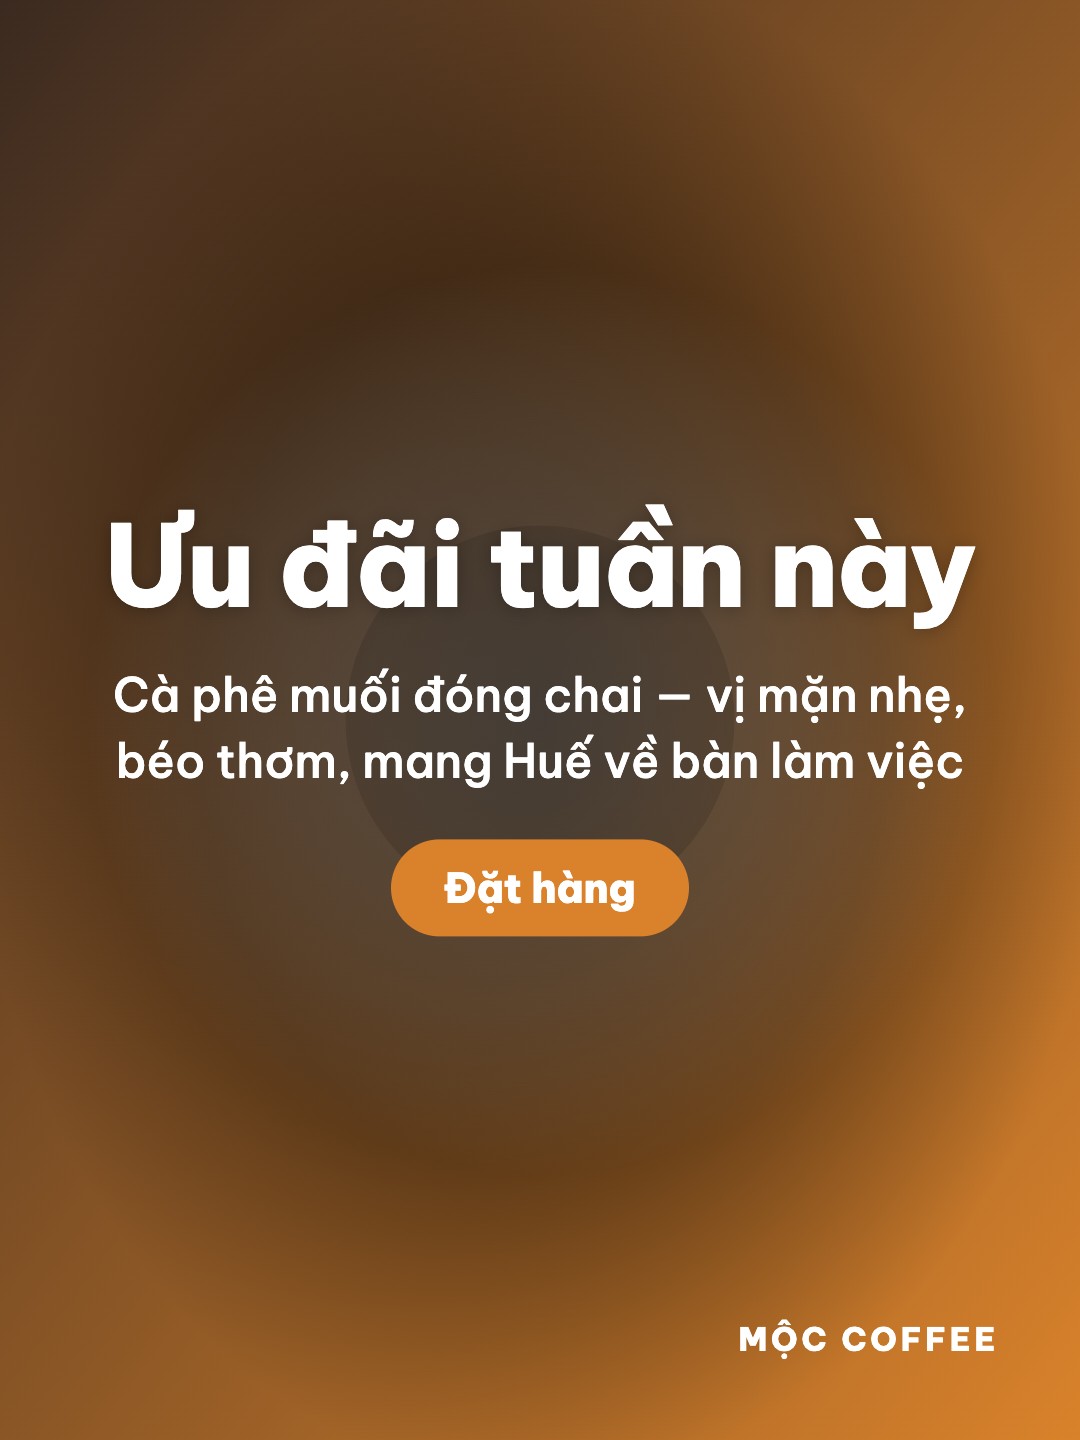 Ưu đãi tuần này
Cà phê muối đóng chai — vị mặn nhẹ,
béo thơm, mang Huế về bàn làm việc
Đặt hàng
MỘC COFFEE